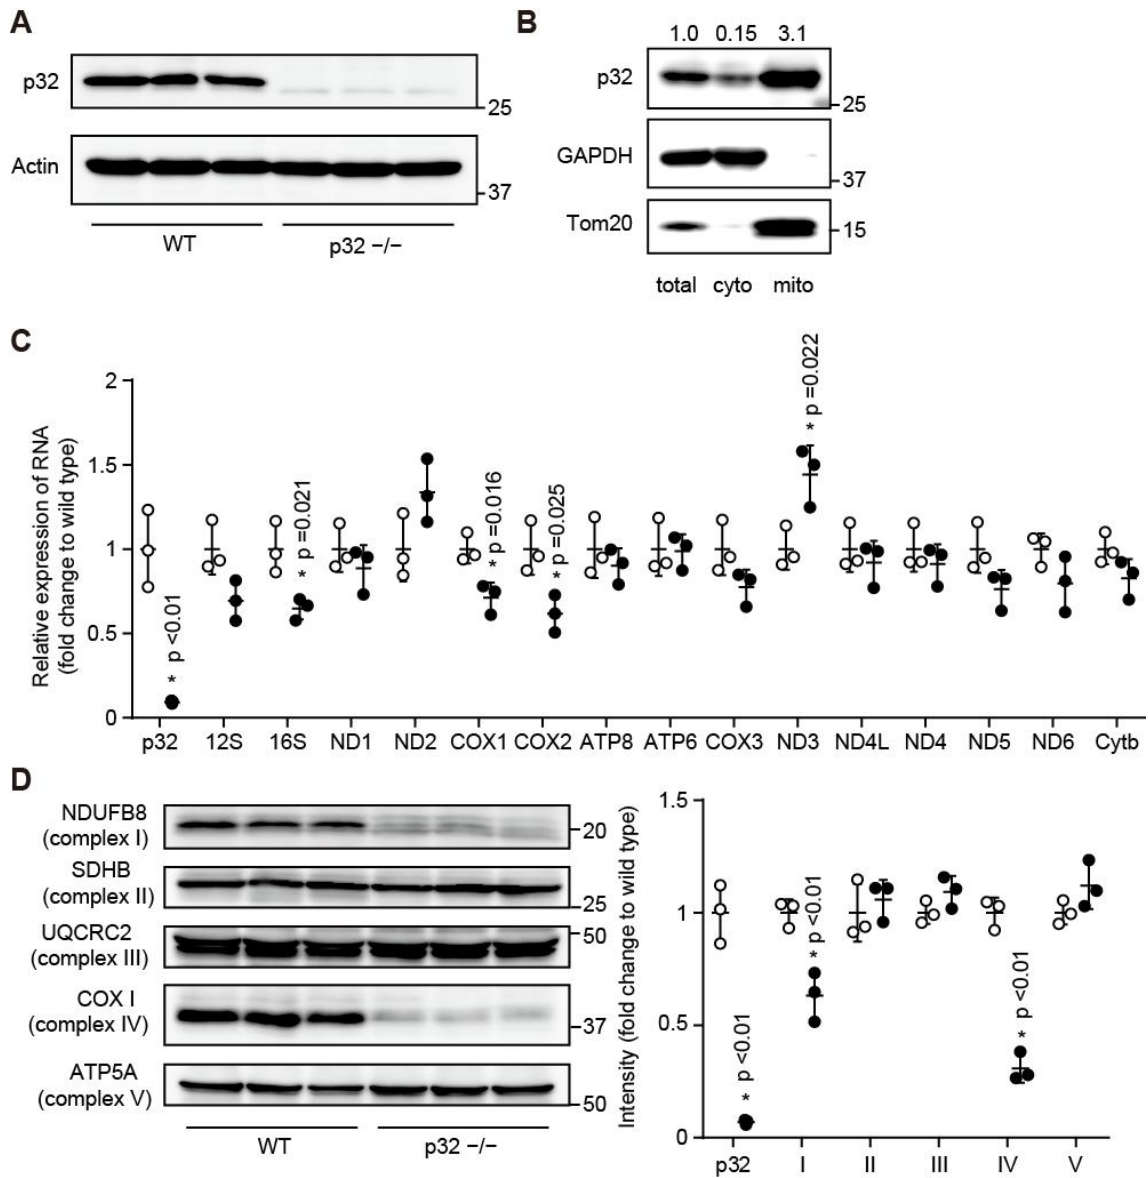 A
p32
25
Actin
37
WT
p32 −/−
B
1.0 0.15 3.1
p32
25
GAPDH
37
Tom20
15
total cyto mito
C
Relative expression of RNA
(fold change to wild type)
2
1.5
1
0.5
0
* p <0.01
* p =0.021
* p =0.016
* p =0.025
* p =0.022
p32 12S 16S ND1 ND2 COX1 COX2 ATP8 ATP6 COX3 ND3 ND4L ND4 ND5 ND6 Cytb
D
NDUFB8
(complex I)
20
SDHB
(complex II)
25
UQCRC2
(complex III)
50
COX I
(complex IV)
37
ATP5A
(complex V)
50
WT
p32 −/−
Intensity (fold change to wild type)
1.5
1
0.5
0
* p <0.01
* p <0.01
* p <0.01
p32 I II III IV V